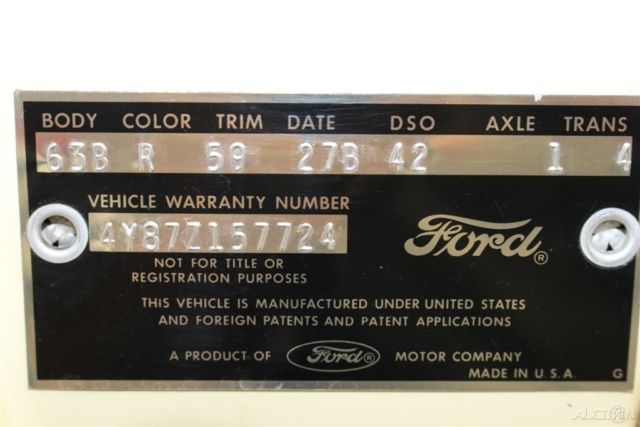 BODY COLOR TRIM DATE DSO AXLE TRANS
63B R 59 27B 42 1 4
VEHICLE WARRANTY NUMBER
4Y87Z157724
Ford®
NOT FOR TITLE OR
REGISTRATION PURPOSES
THIS VEHICLE IS MANUFACTURED UNDER UNITED STATES
AND FOREIGN PATENTS AND PATENT APPLICATIONS
A PRODUCT OF Ford® MOTOR COMPANY
MADE IN U.S.A. G